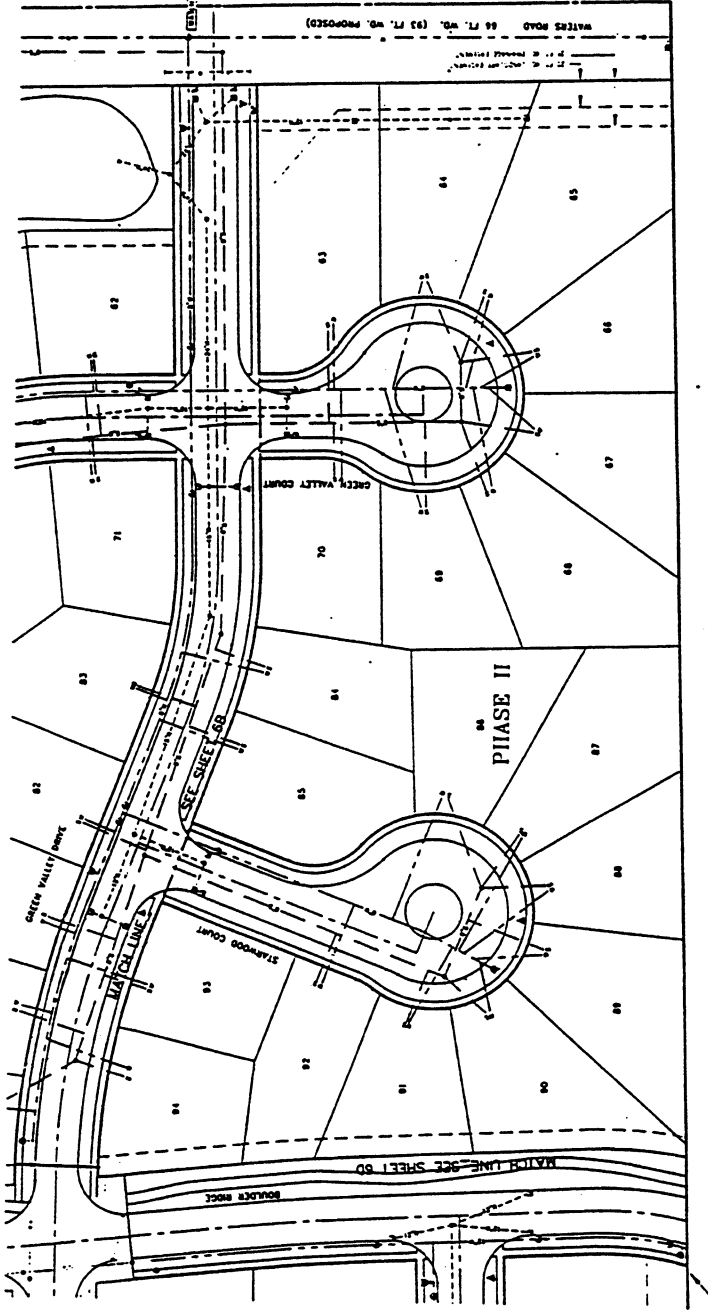 WATERS ROAD 66 FT. WD. (93 FT. WD. PROPOSED)
64
65
63
62
66
67
GREEN VALLEY COURT
71
70
69
68
83
84
86
PHASE II
87
82
SEE SHEET 6B
85
GREEN VALLEY DRIVE
MATCH LINE
STARWOOD COURT
88
93
89
92
91
90
94
MATCH LINE SEE SHEET 6D
BOULDER RIDGE